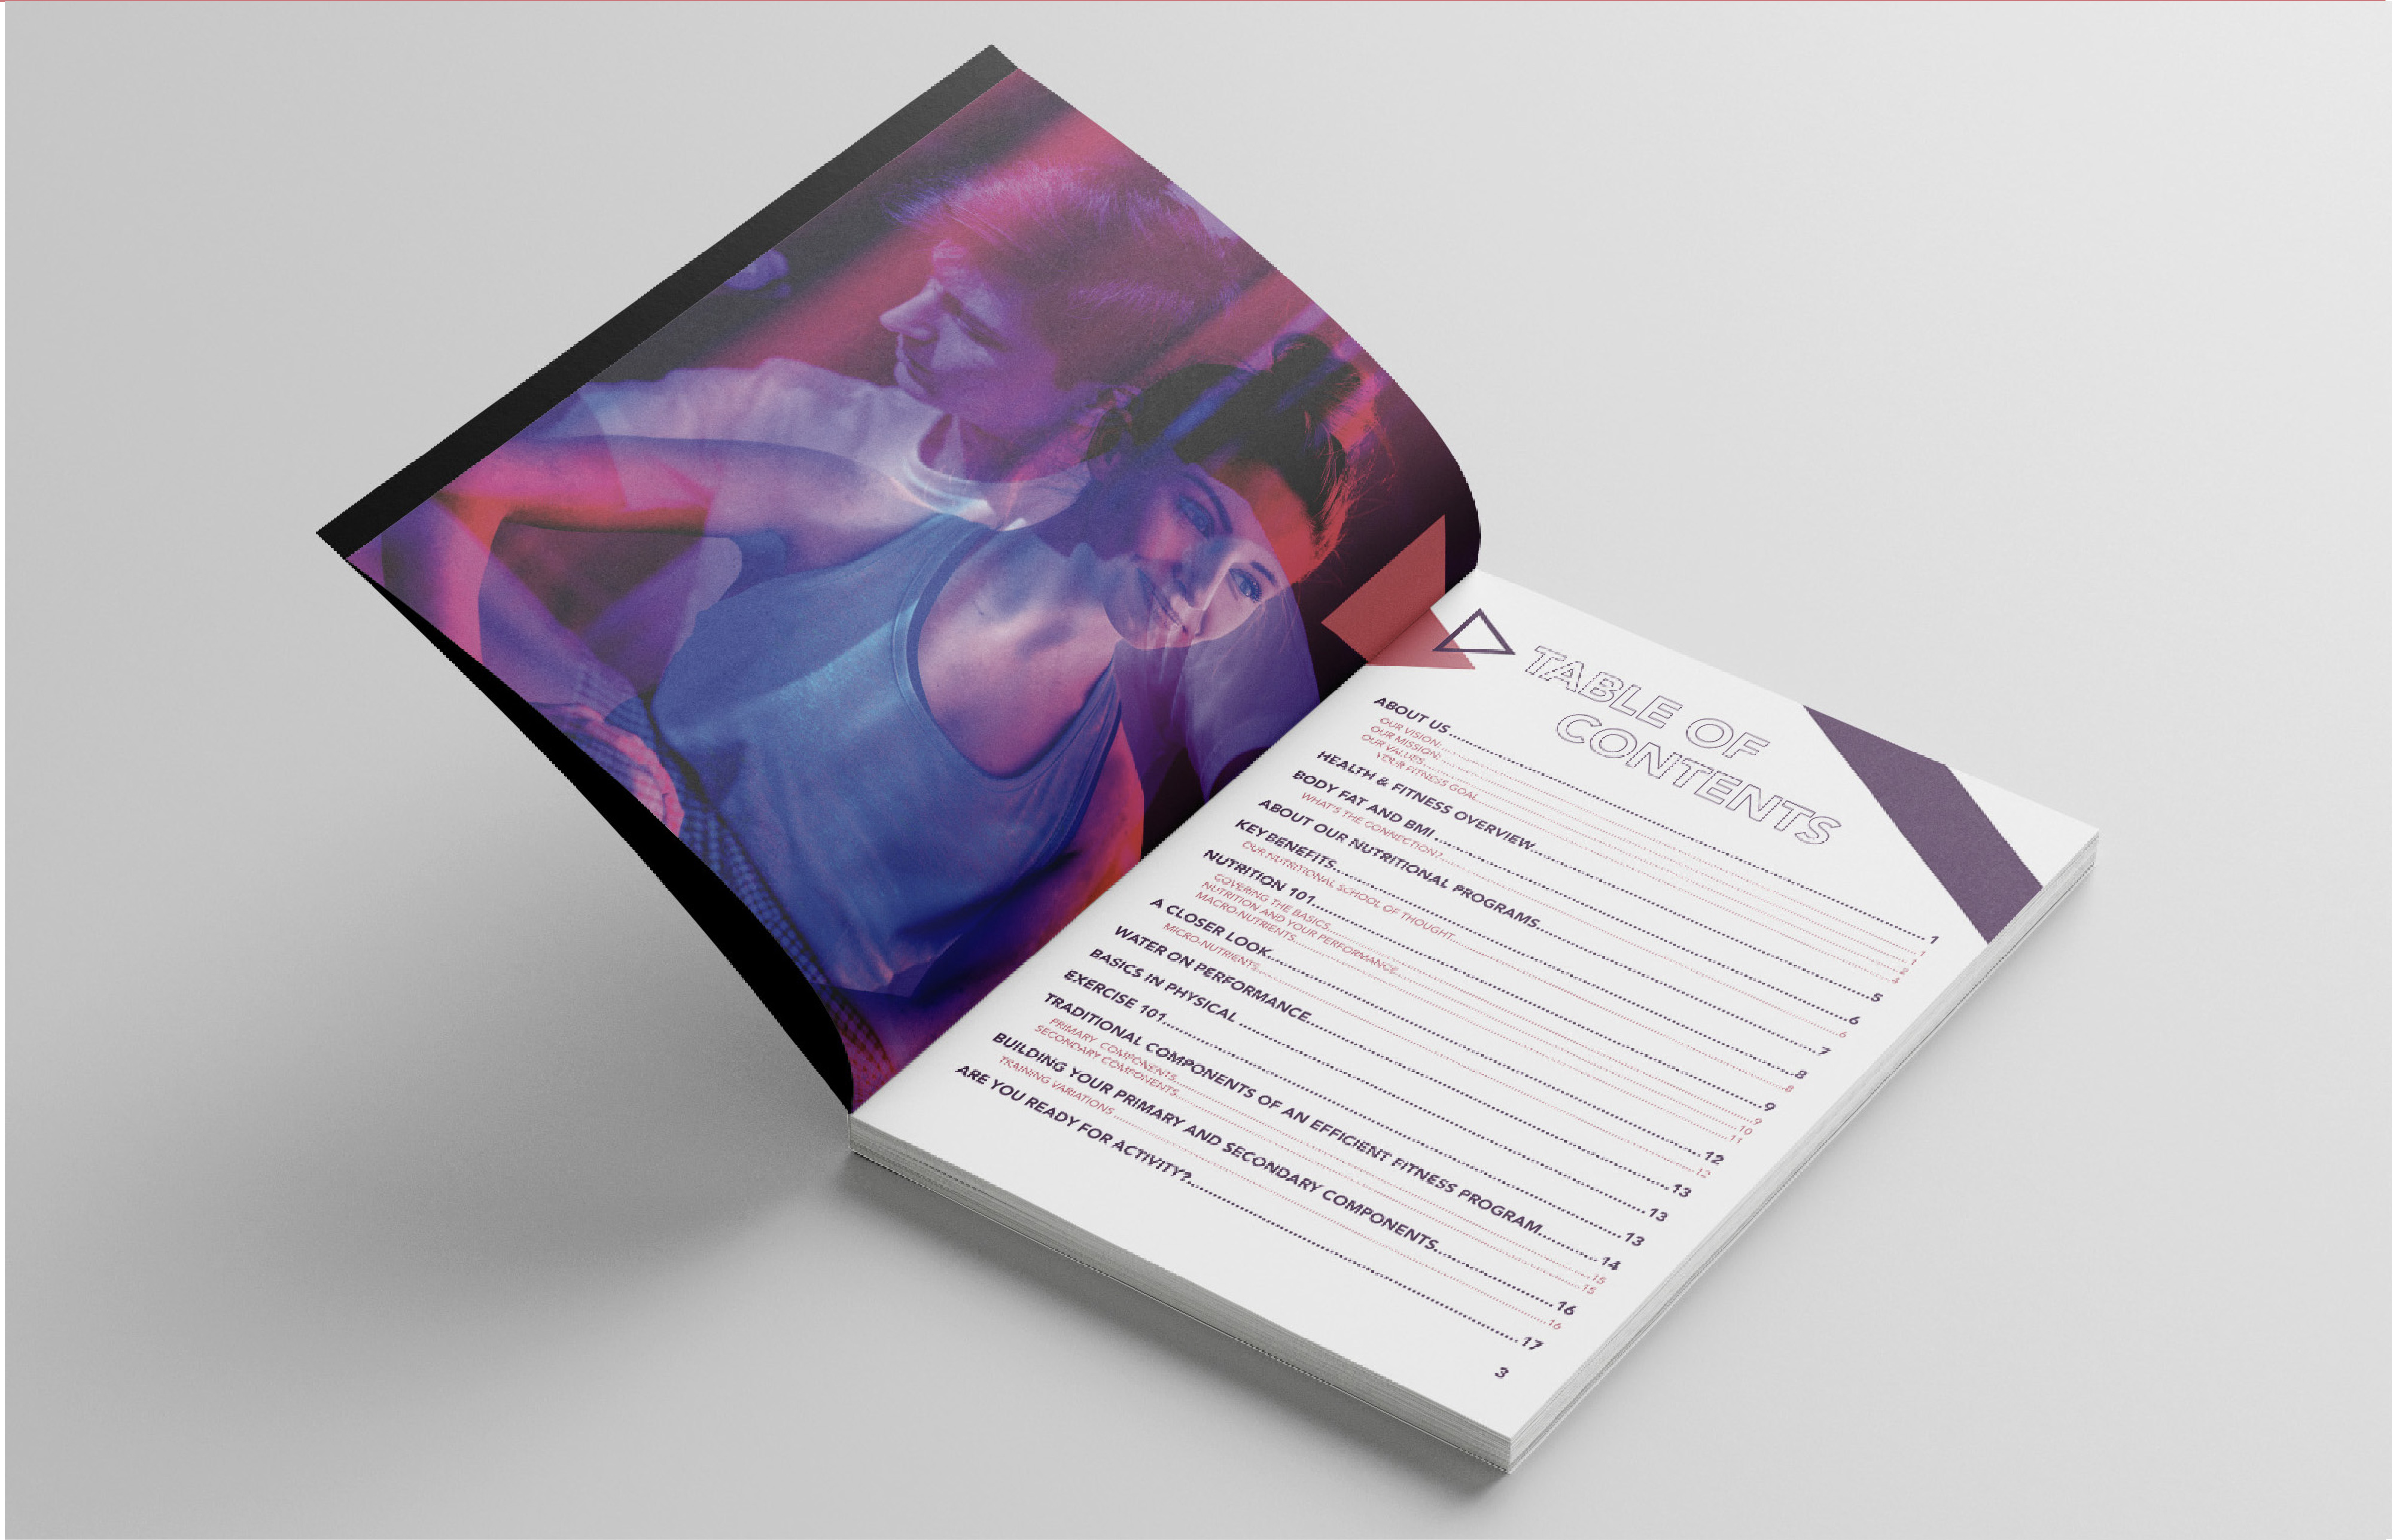 TABLE OF
CONTENTS
ABOUT US 1
OUR VISION: 1
OUR MISSION: 1
OUR VALUES 2
YOUR FITNESS GOAL 4
HEALTH & FITNESS OVERVIEW 5
BODY FAT AND BMI 6
WHAT'S THE CONNECTION? 6
ABOUT OUR NUTRITIONAL PROGRAMS 7
KEY BENEFITS 8
OUR NUTRITIONAL SCHOOL OF THOUGHT 8
NUTRITION 101 9
COVERING THE BASICS 9
NUTRITION AND YOUR PERFORMANCE 10
MACRO-NUTRIENTS 11
A CLOSER LOOK 12
MICRO-NUTRIENTS 12
WATER ON PERFORMANCE 13
BASICS IN PHYSICAL 13
EXERCISE 101 13
TRADITIONAL COMPONENTS OF AN EFFICIENT FITNESS PROGRAM 14
PRIMARY COMPONENTS 15
SECONDARY COMPONENTS 15
BUILDING YOUR PRIMARY AND SECONDARY COMPONENTS 16
TRAINING VARIATIONS 16
ARE YOU READY FOR ACTIVITY? 17
3